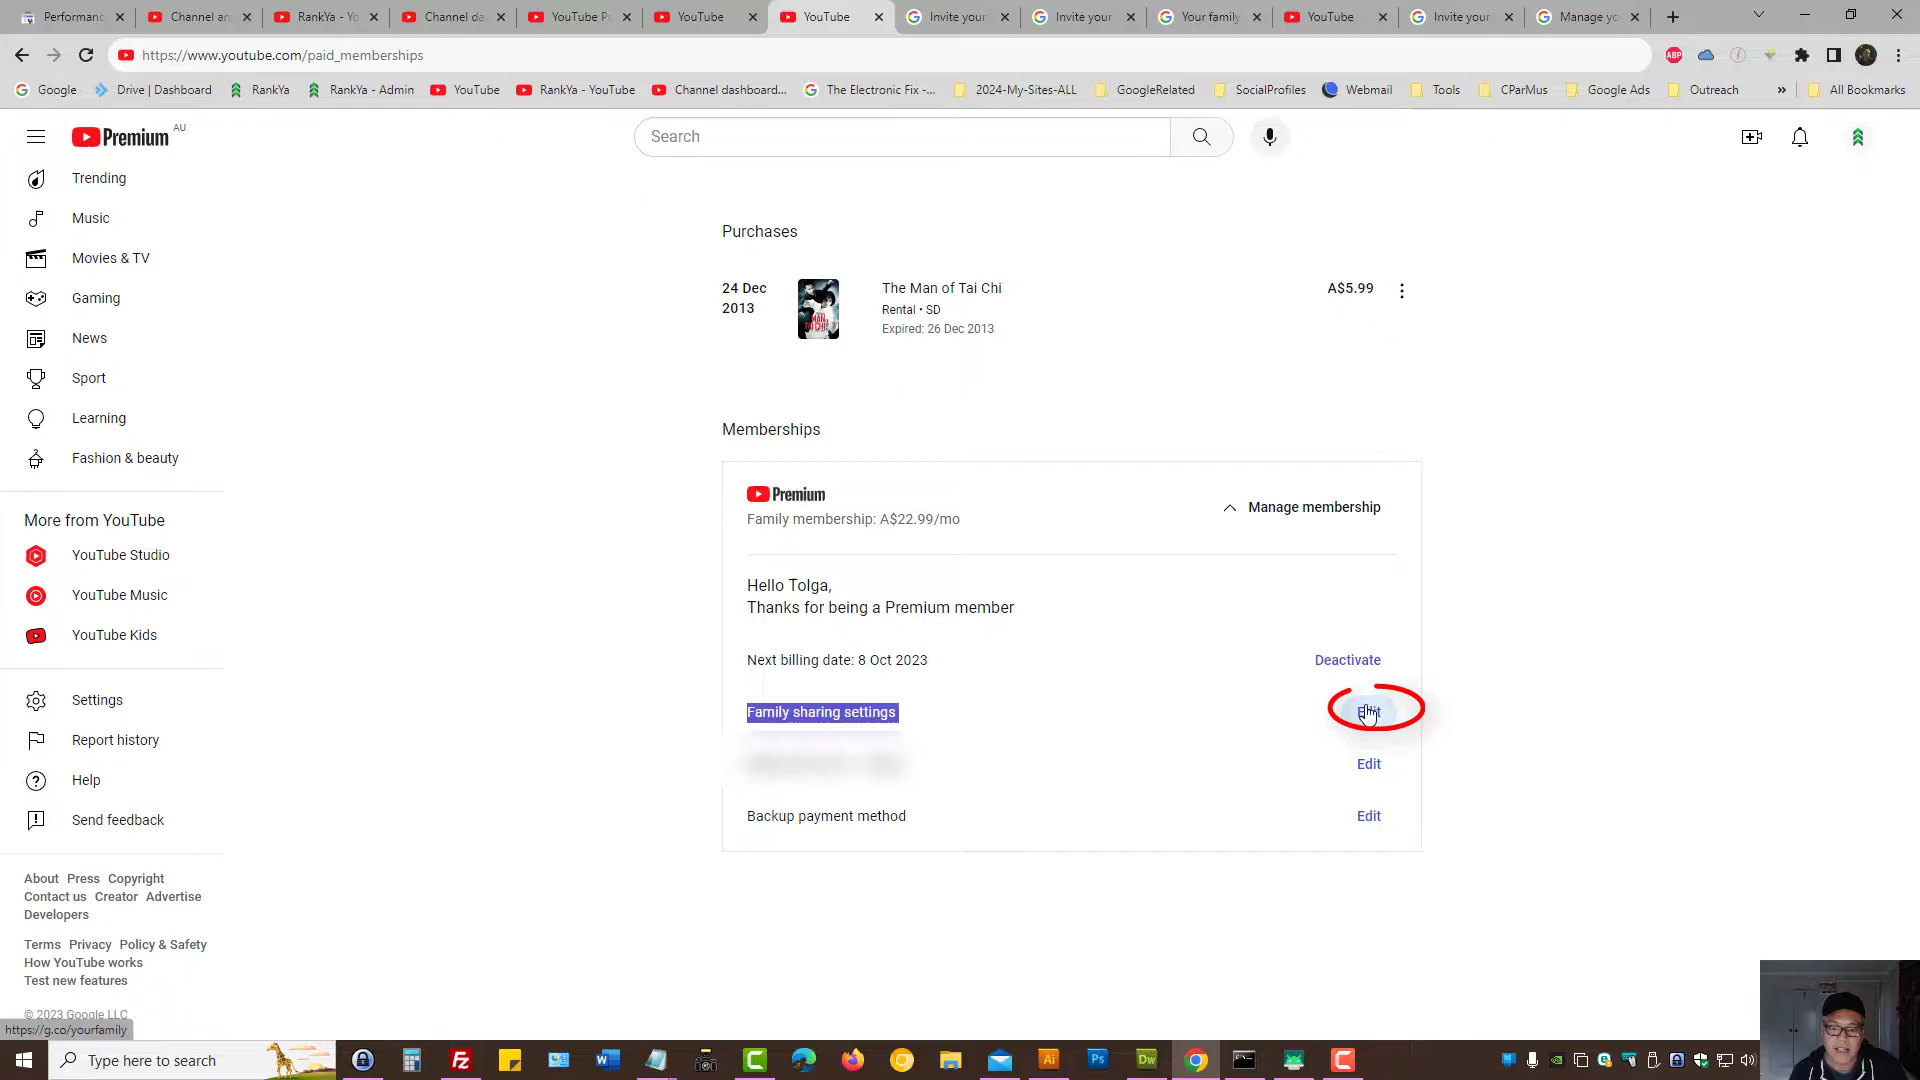 Performanc
Channel an
RankYa - Yo
Channel da
YouTube P
YouTube
YouTube
Invite your
Invite your
Your family
YouTube
Invite your
Manage yo
https://www.youtube.com/paid_memberships
ABP
Google
Drive | Dashboard
RankYa
RankYa - Admin
YouTube
RankYa - YouTube
Channel dashboard...
The Electronic Fix -...
2024-My-Sites-ALL
GoogleRelated
SocialProfiles
Webmail
Tools
CParMus
Google Ads
Outreach
»
All Bookmarks
Premium AU
Search
Trending
Music
Movies & TV
Gaming
News
Sport
Learning
Fashion & beauty
More from YouTube
YouTube Studio
YouTube Music
YouTube Kids
Settings
Report history
Help
Send feedback
About Press Copyright
Contact us Creator Advertise
Developers
Terms Privacy Policy & Safety
How YouTube works
Test new features
© 2023 Google LLC
https://g.co/yourfamily
Purchases
24 Dec
2013
The Man of Tai Chi
Rental • SD
Expired: 26 Dec 2013
A$5.99
Memberships
Premium
Family membership: A$22.99/mo
Manage membership
Hello Tolga,
Thanks for being a Premium member
Next billing date: 8 Oct 2023
Deactivate
Family sharing settings
Edit
Edit
Backup payment method
Edit
Type here to search